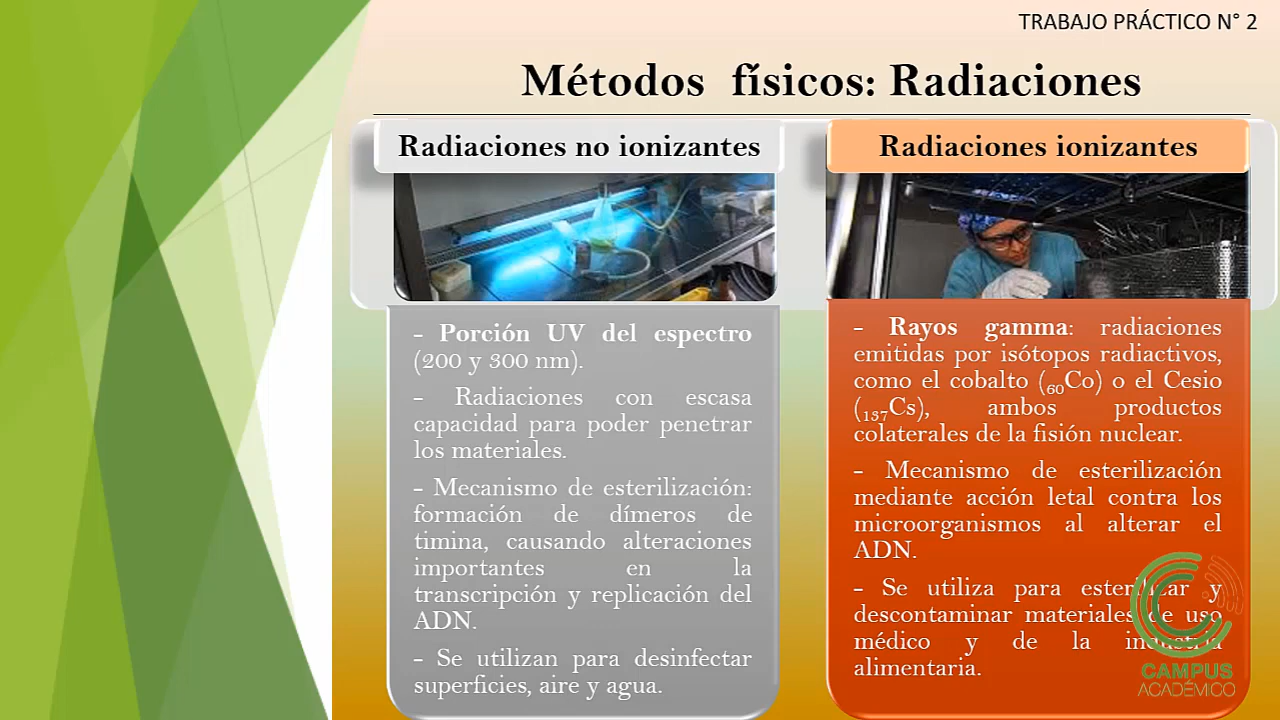 TRABAJO PRÁCTICO N° 2
Métodos físicos: Radiaciones
Radiaciones no ionizantes
- Porción UV del espectro
(200 y 300 nm).
- Radiaciones con escasa
capacidad para poder penetrar
los materiales.
- Mecanismo de esterilización:
formación de dímeros de
timina, causando alteraciones
importantes en la
transcripción y replicación del
ADN.
- Se utilizan para desinfectar
superficies, aire y agua.
Radiaciones ionizantes
- Rayos gamma: radiaciones
emitidas por isótopos radiactivos,
como el cobalto (₆₀Co) o el Cesio
(₁₃₇Cs), ambos productos
colaterales de la fisión nuclear.
- Mecanismo de esterilización
mediante acción letal contra los
microorganismos al alterar el
ADN.
- Se utiliza para esterilizar y
descontaminar materiales de uso
médico y de la industria
alimentaria.
CAMPUS
ACADÉMICO